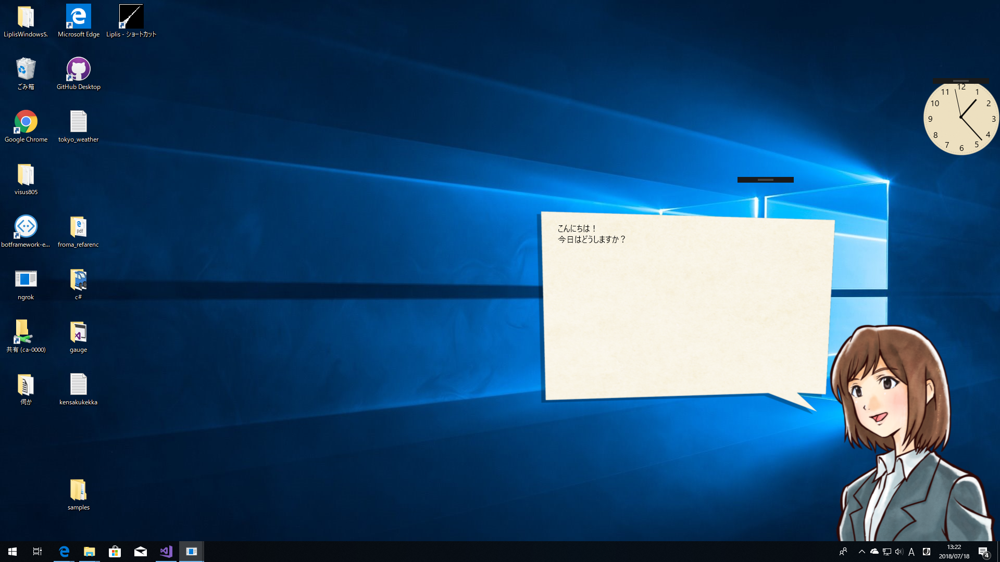 LiplisWindows5.
Microsoft Edge
Liplis - ショートカット
ごみ箱
GitHub Desktop
Google Chrome
tokyo_weather
visus805
botframework-e...
froma_refarenc
pdf
ngrok
c#
共有 (ca-0000)
gauge
伺か
kensakukekka
samples
12
11
1
10
2
9
3
8
4
7
5
6
こんにちは！
今日はどうしますか？
A
J
13:22
2018/07/18
4